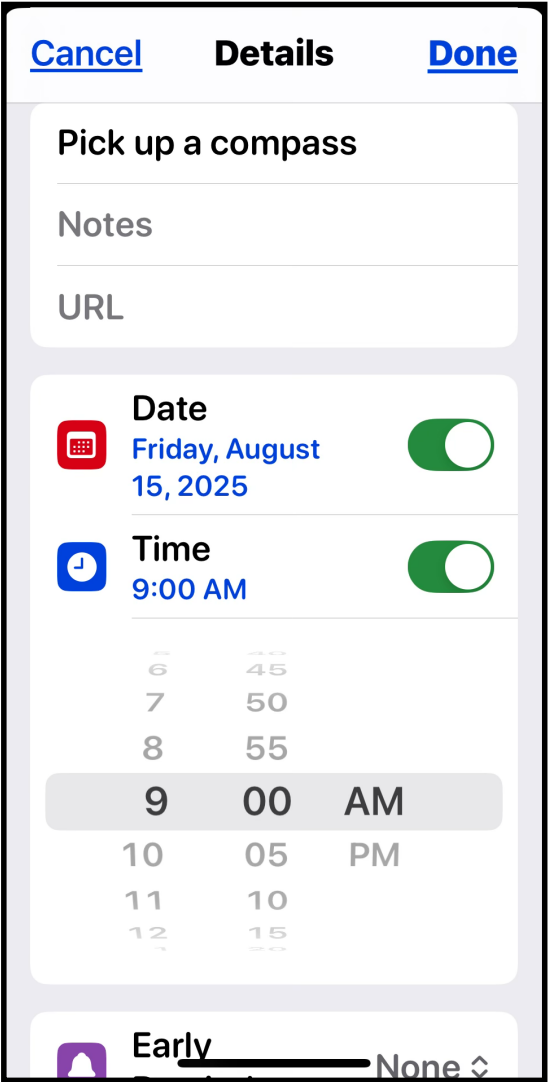 Cancel Details Done
Pick up a compass
Notes
URL
Date
Friday, August
15, 2025
Time
9:00 AM
6 45
7 50
8 55
9 00 AM
10 05 PM
11 10
12 15
Early
None